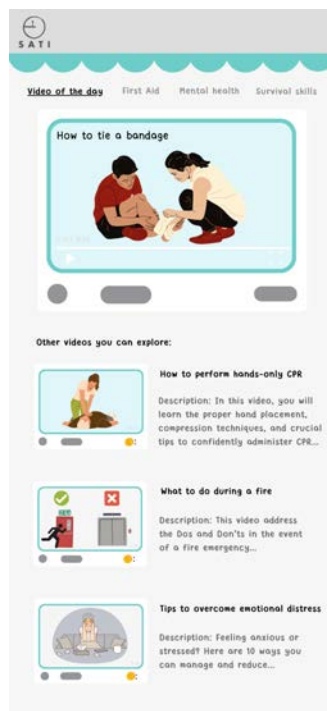 SATI
Video of the day First Aid Mental health Survival skills
How to tie a bandage
Other videos you can explore:
How to perform hands-only CPR
Description: In this video, you will
learn the proper hand placement,
compression techniques, and crucial
tips to confidently administer CPR...
What to do during a fire
Description: This video address
the Dos and Don'ts in the event
of a fire emergency...
Tips to overcome emotional distress
Description: Feeling anxious or
stressed? Here are 10 ways you
can manage and reduce...